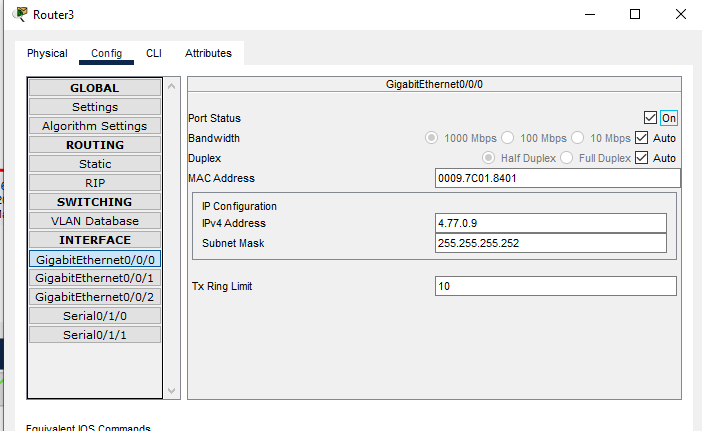 Router3
Physical Config CLI Attributes
GLOBAL
Settings
Algorithm Settings
ROUTING
Static
RIP
SWITCHING
VLAN Database
INTERFACE
GigabitEthernet0/0/0
GigabitEthernet0/0/1
GigabitEthernet0/0/2
Serial0/1/0
Serial0/1/1
GigabitEthernet0/0/0
Port Status On
Bandwidth 1000 Mbps 100 Mbps 10 Mbps Auto
Duplex Half Duplex Full Duplex Auto
MAC Address 0009.7C01.8401
IP Configuration
IPv4 Address 4.77.0.9
Subnet Mask 255.255.255.252
Tx Ring Limit 10
Equivalent IOS Commands